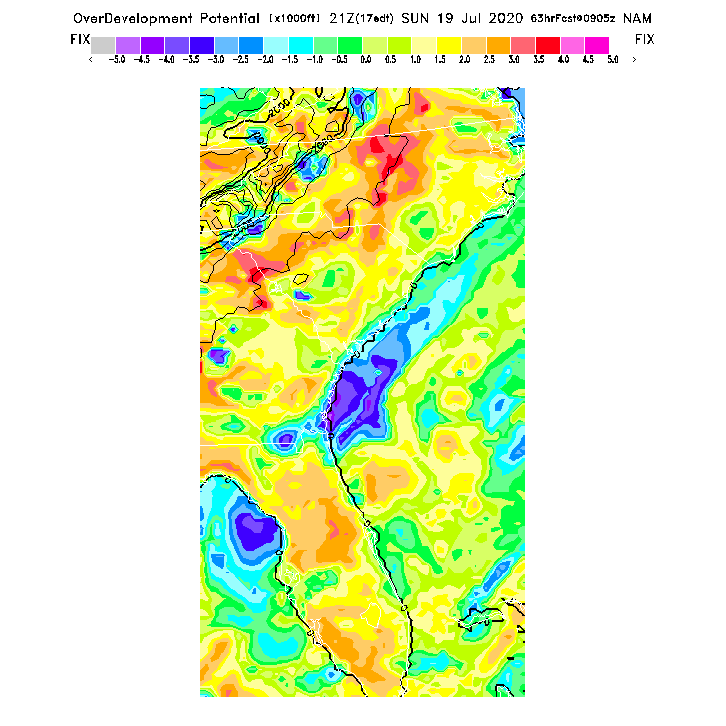 OverDevelopment Potential [x1000ft] 21Z(17edt) SUN 19 Jul 2020 63hrFcst@0905z NAM
FIX FIX
< -5.0 -4.5 -4.0 -3.5 -3.0 -2.5 -2.0 -1.5 -1.0 -0.5 0.0 0.5 1.0 1.5 2.0 2.5 3.0 3.5 4.0 4.5 5.0 >
2000